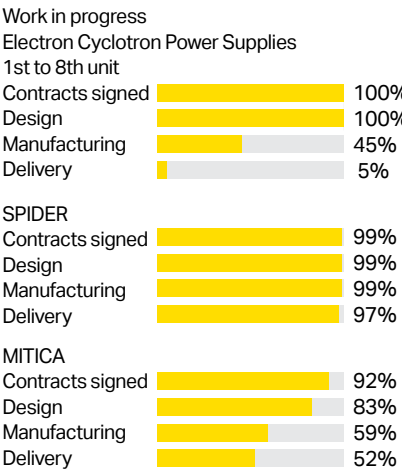 Work in progress
Electron Cyclotron Power Supplies
1st to 8th unit
Contracts signed 100%
Design 100%
Manufacturing 45%
Delivery 5%
SPIDER
Contracts signed 99%
Design 99%
Manufacturing 99%
Delivery 97%
MITICA
Contracts signed 92%
Design 83%
Manufacturing 59%
Delivery 52%